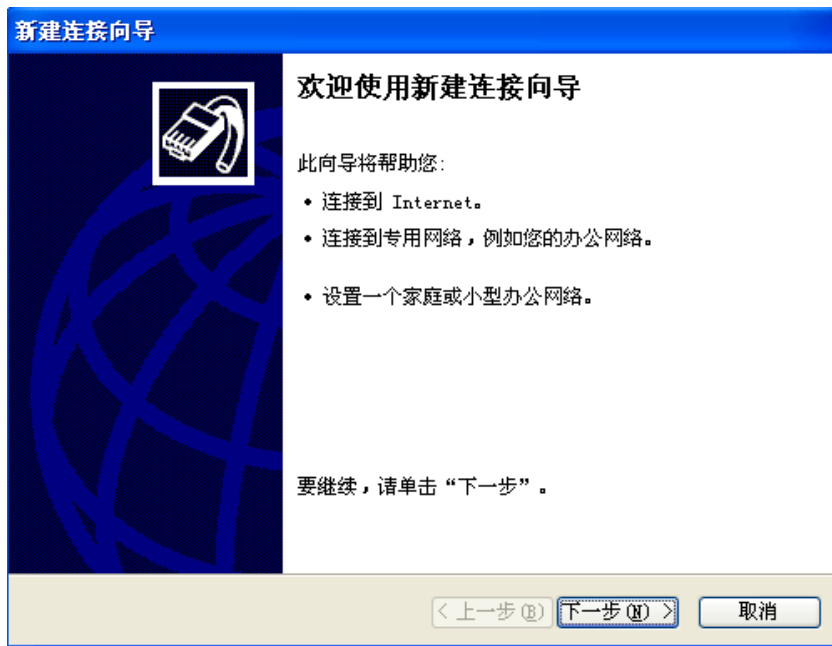 新建连接向导
欢迎使用新建连接向导
此向导将帮助您:
• 连接到 Internet。
• 连接到专用网络，例如您的办公网络。
• 设置一个家庭或小型办公网络。
要继续，请单击“下一步”。
< 上一步(B) 下一步(N) > 取消